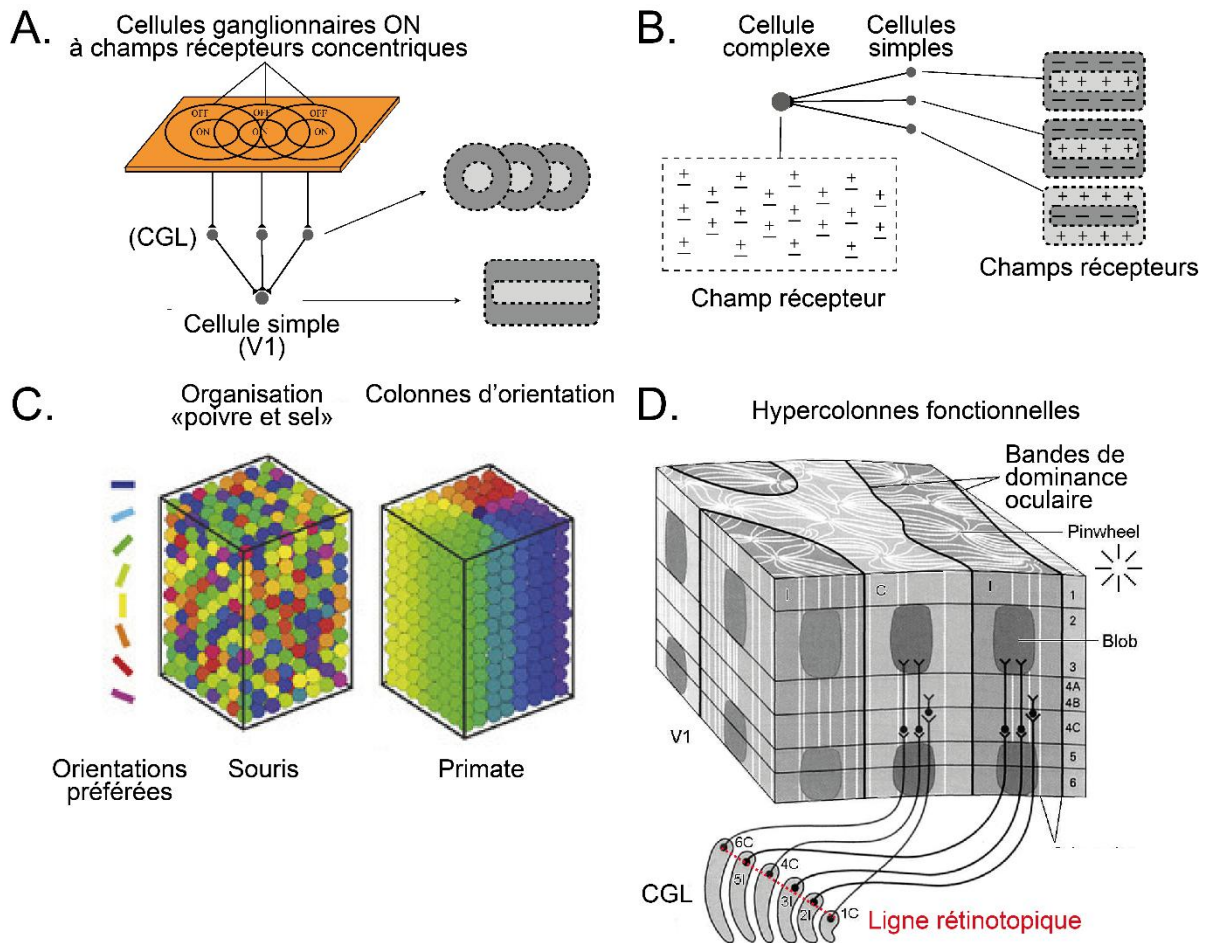 A.
Cellules ganglionnaires ON
à champs récepteurs concentriques
OFF OFF OFF
ON ON ON
(CGL)
Cellule simple
(V1)
B.
Cellule
complexe
Cellules
simples
+ + + +
− − − −
− − − −
+ + + +
− − − −
+ + + +
− − − −
+ + + +
Champ récepteur
Champs récepteurs
C.
Organisation
«poivre et sel»
Colonnes d’orientation
Orientations
préférées
Souris
Primate
D.
Hypercolonnes fonctionnelles
Bandes de
dominance
oculaire
Pinwheel
I C I
1
2
Blob
3
4A
4B
4C
5
6
V1
6C
5I
4C
3I
2I
1C
CGL
Ligne rétinotopique